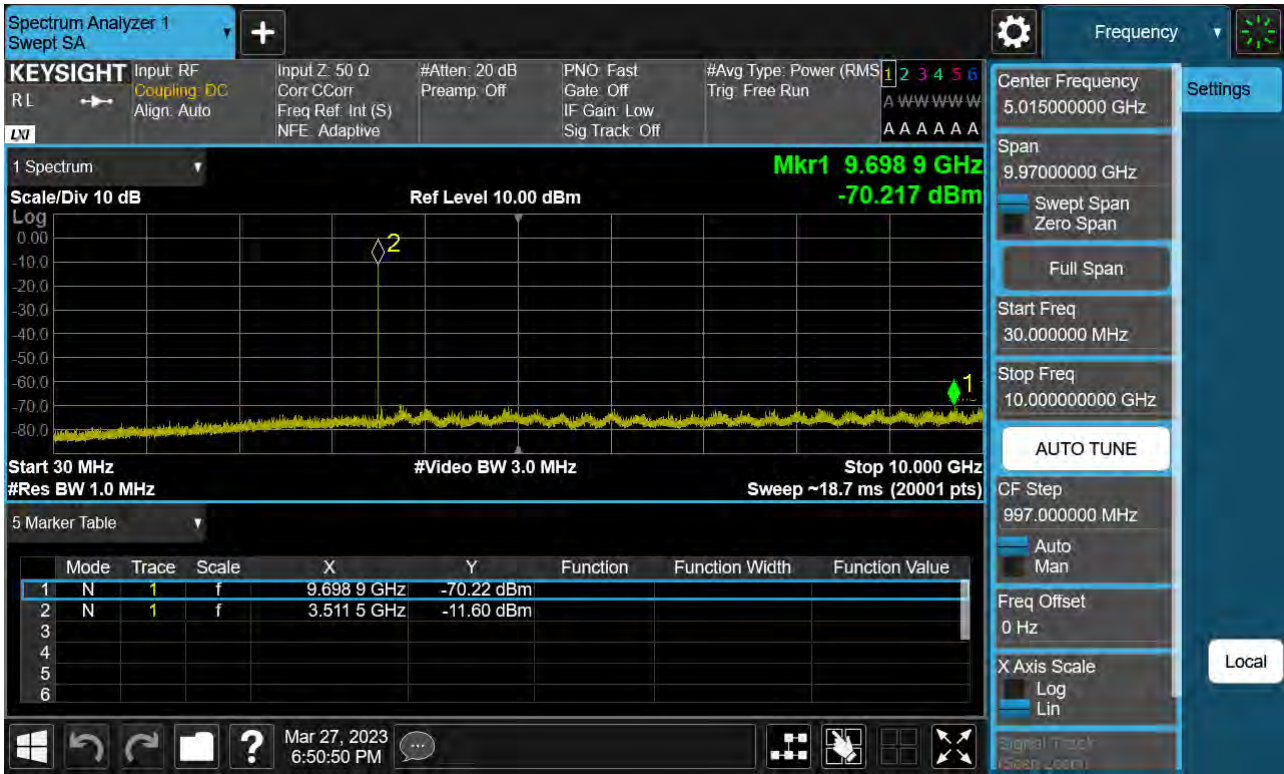 Spectrum Analyzer 1
Swept SA
+
Frequency
KEYSIGHT
RL
LXI
Input: RF
Coupling: DC
Align: Auto
Input Z: 50 Ω
Corr CCorr
Freq Ref: Int (S)
NFE: Adaptive
#Atten: 20 dB
Preamp: Off
PNO: Fast
Gate: Off
IF Gain: Low
Sig Track: Off
#Avg Type: Power (RMS
Trig: Free Run
1 2 3 4 5 6
A W W W W W
A A A A A A
1 Spectrum
Mkr1 9.698 9 GHz
-70.217 dBm
Scale/Div 10 dB
Ref Level 10.00 dBm
Log
0.00
-10.0
-20.0
-30.0
-40.0
-50.0
-60.0
-70.0
-80.0
2
1
Start 30 MHz
#Video BW 3.0 MHz
Stop 10.000 GHz
#Res BW 1.0 MHz
Sweep ~18.7 ms (20001 pts)
5 Marker Table
Mode Trace Scale X Y Function Function Width Function Value
1 N 1 f 9.698 9 GHz -70.22 dBm
2 N 1 f 3.511 5 GHz -11.60 dBm
3
4
5
6
Mar 27, 2023
6:50:50 PM
Center Frequency
5.015000000 GHz
Settings
Span
9.97000000 GHz
Swept Span
Zero Span
Full Span
Start Freq
30.000000 MHz
Stop Freq
10.000000000 GHz
AUTO TUNE
CF Step
997.000000 MHz
Auto
Man
Freq Offset
0 Hz
X Axis Scale
Log
Lin
Local
Signal Track
(Span Zoom)